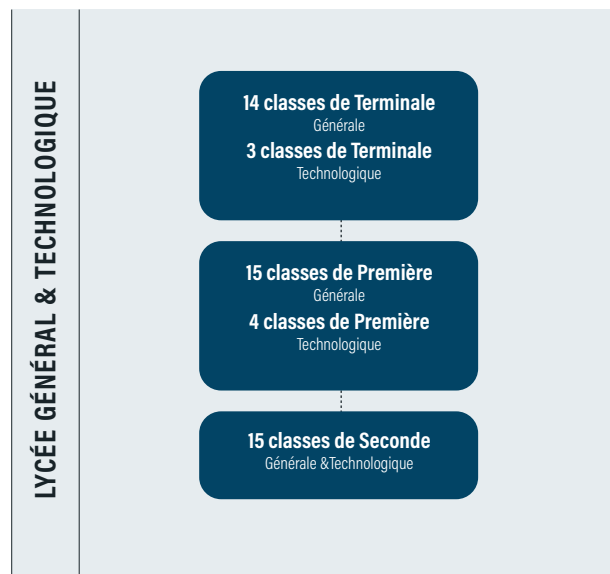 LYCÉE GÉNÉRAL & TECHNOLOGIQUE
14 classes de Terminale
Générale
3 classes de Terminale
Technologique
15 classes de Première
Générale
4 classes de Première
Technologique
15 classes de Seconde
Générale &Technologique